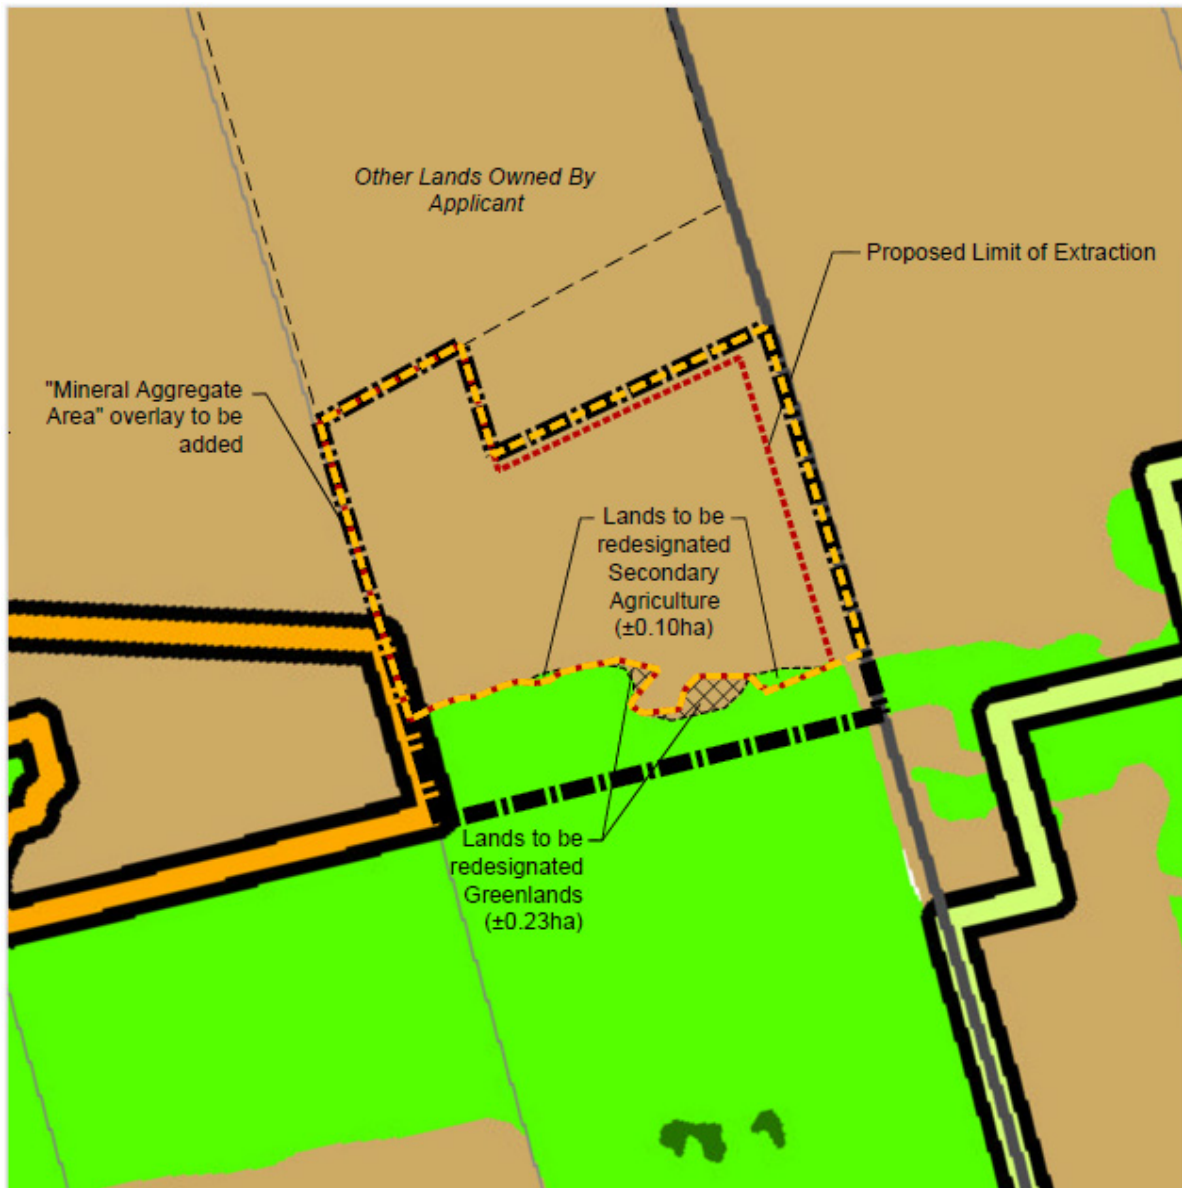 Other Lands Owned By
Applicant
Proposed Limit of Extraction
"Mineral Aggregate
Area" overlay to be
added
Lands to be
redesignated
Secondary
Agriculture
(±0.10ha)
Lands to be
redesignated
Greenlands
(±0.23ha)